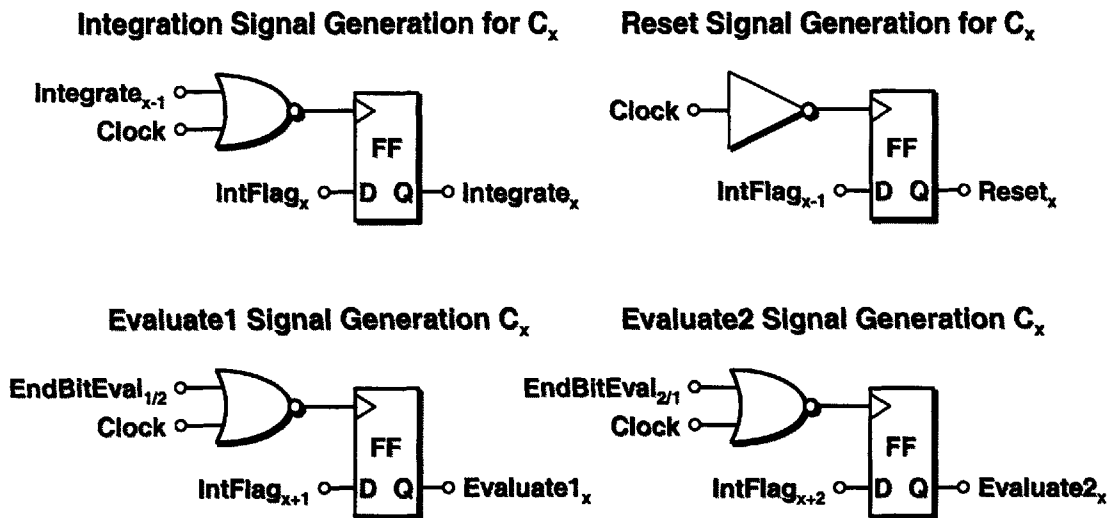 Integration Signal Generation for Cx
Reset Signal Generation for Cx
Integratex-1
Clock
FF
IntFlagx
D Q
Integratex
Clock
FF
IntFlagx-1
D Q
Resetx
Evaluate1 Signal Generation Cx
Evaluate2 Signal Generation Cx
EndBitEval1/2
Clock
FF
IntFlagx+1
D Q
Evaluate1x
EndBitEval2/1
Clock
FF
IntFlagx+2
D Q
Evaluate2x